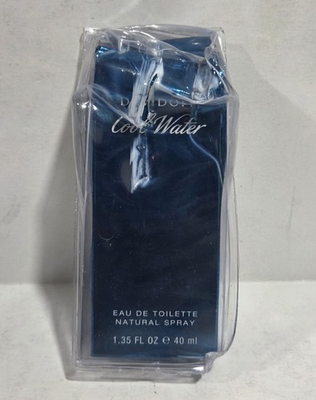 Cool Water
EAU DE TOILETTE
NATURAL SPRAY
1.35 FL OZ ℮ 40 ml